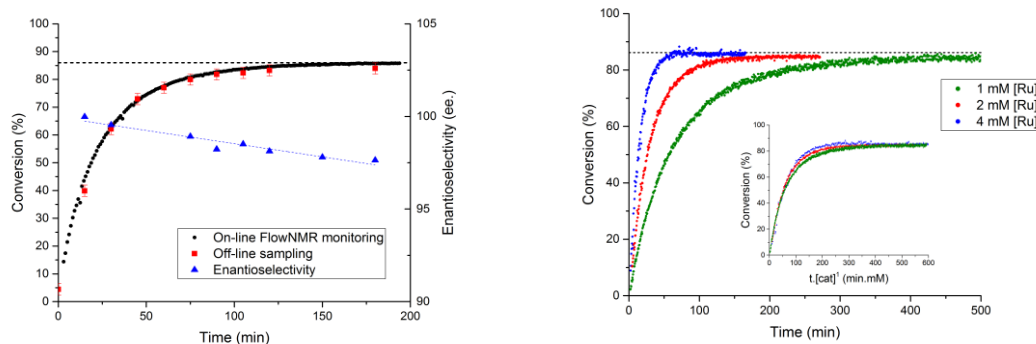 100
90
80
70
60
50
40
30
20
10
0
Conversion (%)
105
100
95
90
Enantioselectivity (ee.)
On-line FlowNMR monitoring
Off-line sampling
Enantioselectivity
0 50 100 150 200
Time (min)
100
80
60
40
20
0
Conversion (%)
1 mM [Ru]
2 mM [Ru]
4 mM [Ru]
100
80
60
40
20
0
Conversion (%)
0 100 200 300 400 500 600
t.[cat]¹ (min.mM)
0 100 200 300 400 500
Time (min)